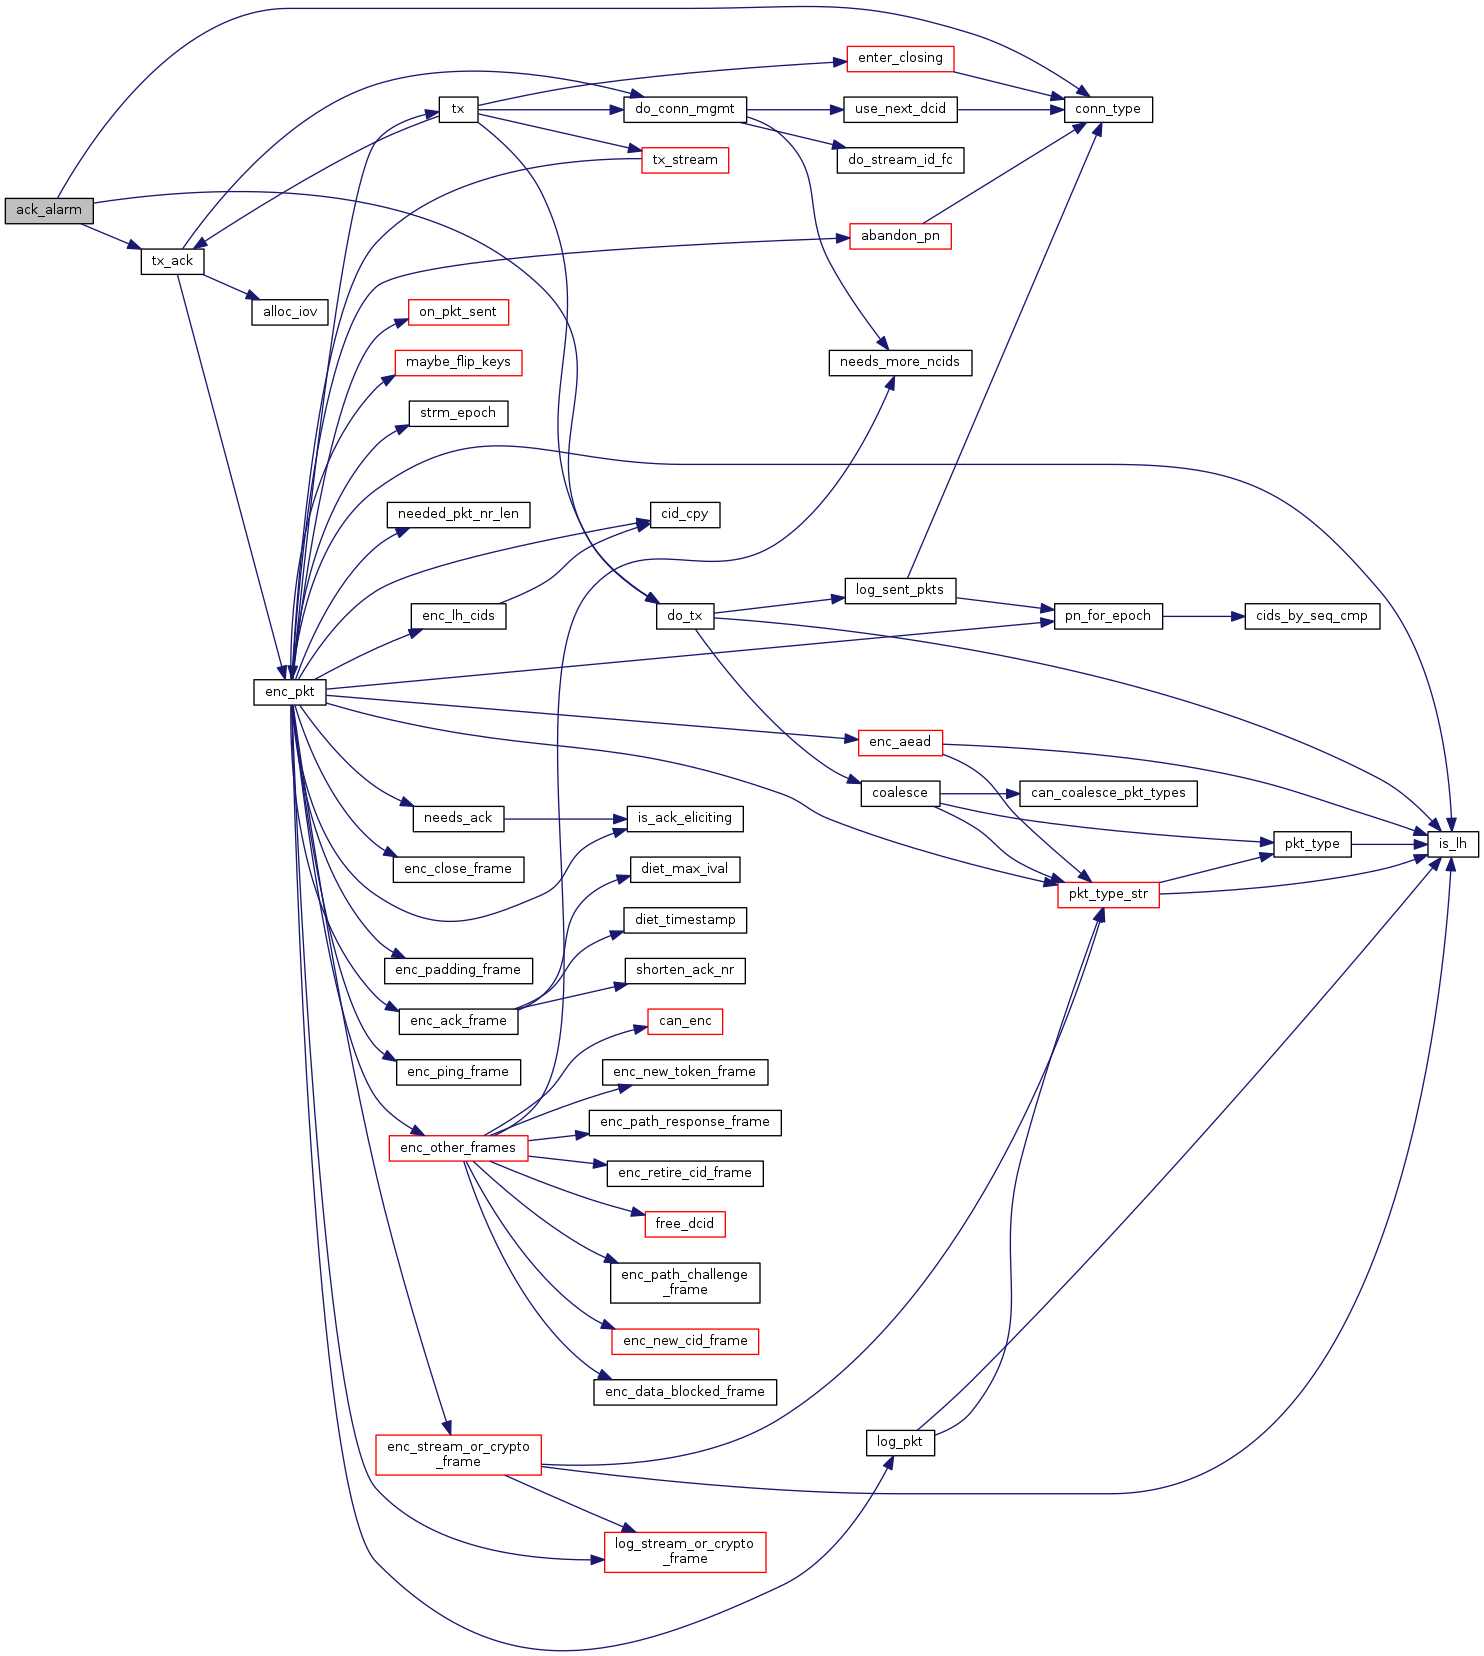 enter_closing
tx
do_conn_mgmt
use_next_dcid
conn_type
tx_stream
do_stream_id_fc
ack_alarm
abandon_pn
tx_ack
alloc_iov
on_pkt_sent
maybe_flip_keys
needs_more_ncids
strm_epoch
needed_pkt_nr_len
cid_cpy
log_sent_pkts
enc_lh_cids
do_tx
pn_for_epoch
cids_by_seq_cmp
enc_pkt
enc_aead
coalesce
can_coalesce_pkt_types
needs_ack
is_ack_eliciting
pkt_type
is_lh
enc_close_frame
diet_max_ival
pkt_type_str
diet_timestamp
enc_padding_frame
shorten_ack_nr
enc_ack_frame
can_enc
enc_ping_frame
enc_new_token_frame
enc_path_response_frame
enc_other_frames
enc_retire_cid_frame
free_dcid
enc_path_challenge
_frame
enc_new_cid_frame
enc_data_blocked_frame
log_pkt
enc_stream_or_crypto
_frame
log_stream_or_crypto
_frame